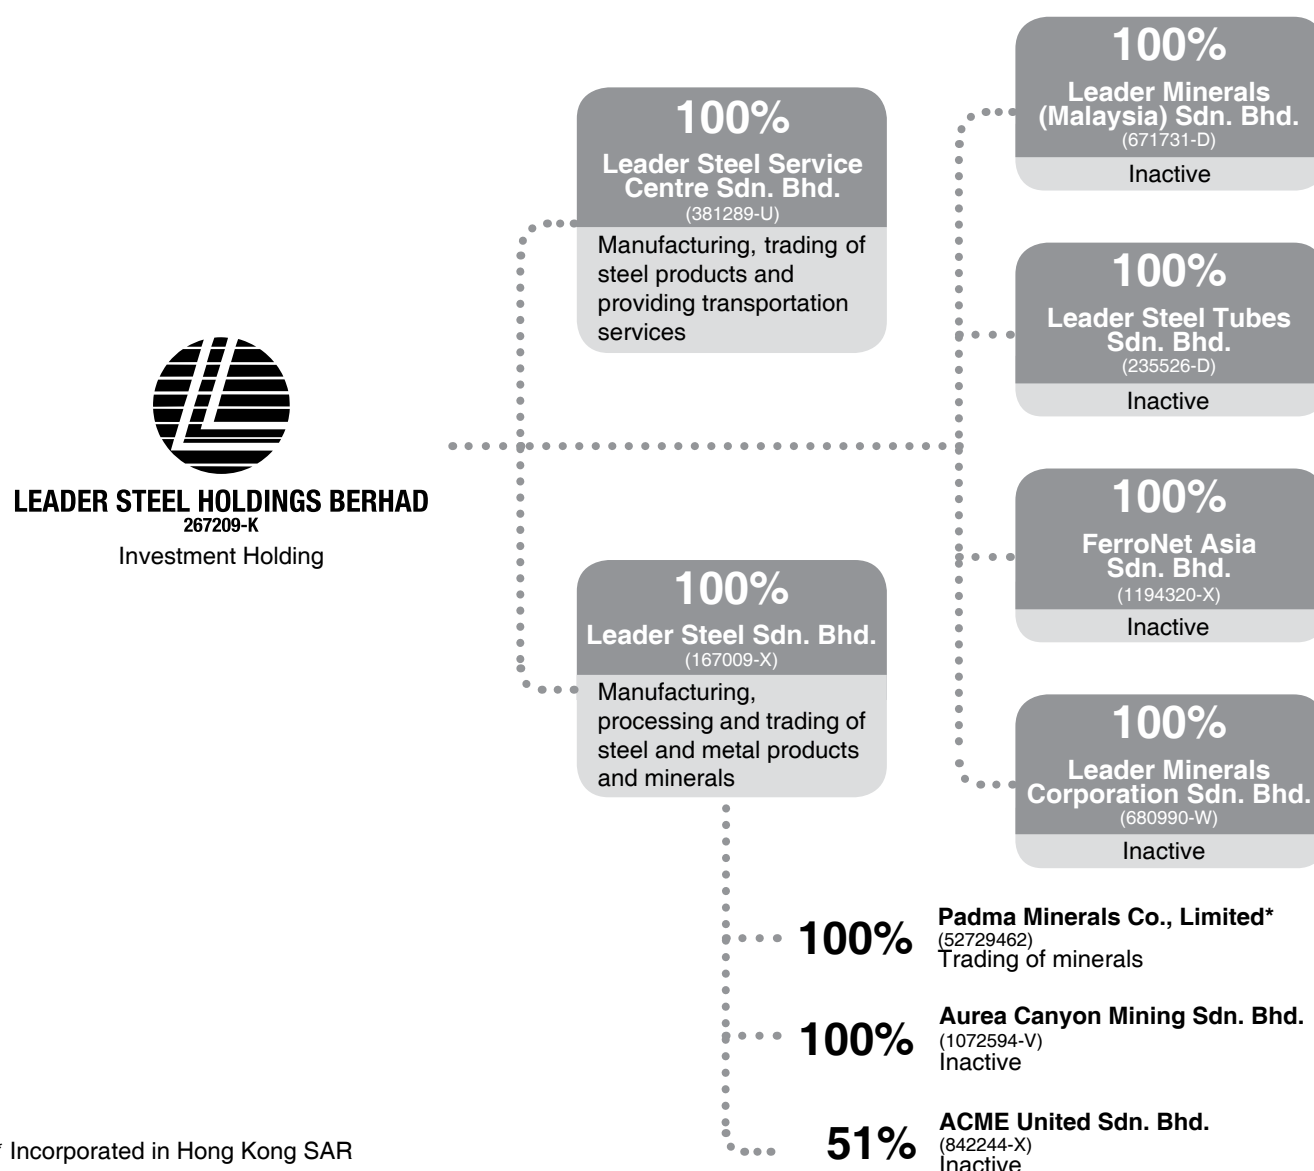 LEADER STEEL HOLDINGS BERHAD
267209-K
Investment Holding
100%
Leader Steel Service
Centre Sdn. Bhd.
(381289-U)
Manufacturing, trading of
steel products and
providing transportation
services
100%
Leader Steel Sdn. Bhd.
(167009-X)
Manufacturing,
processing and trading of
steel and metal products
and minerals
100%
Leader Minerals
(Malaysia) Sdn. Bhd.
(671731-D)
Inactive
100%
Leader Steel Tubes
Sdn. Bhd.
(235526-D)
Inactive
100%
FerroNet Asia
Sdn. Bhd.
(1194320-X)
Inactive
100%
Leader Minerals
Corporation Sdn. Bhd.
(680990-W)
Inactive
100%
Padma Minerals Co., Limited*
(52729462)
Trading of minerals
100%
Aurea Canyon Mining Sdn. Bhd.
(1072594-V)
Inactive
51%
ACME United Sdn. Bhd.
(842244-X)
Inactive
* Incorporated in Hong Kong SAR